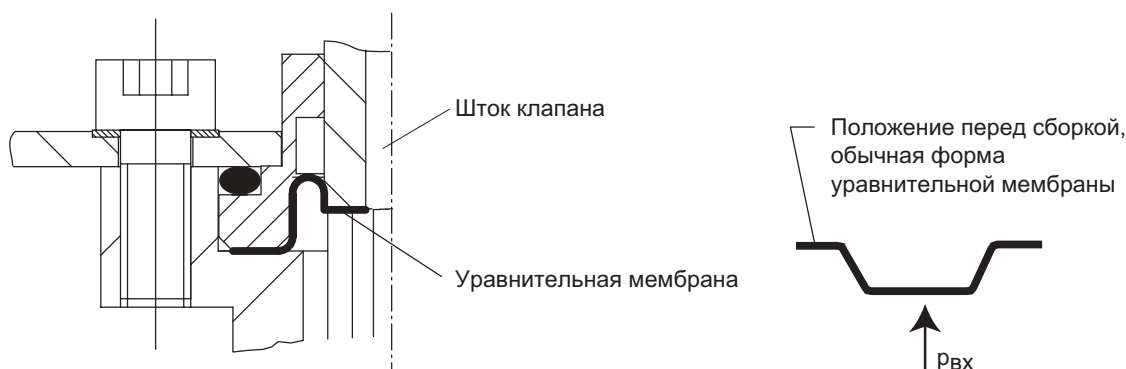 Шток клапана
Положение перед сборкой,
обычная форма
уравнительной мембраны
Уравнительная мембрана
pвх